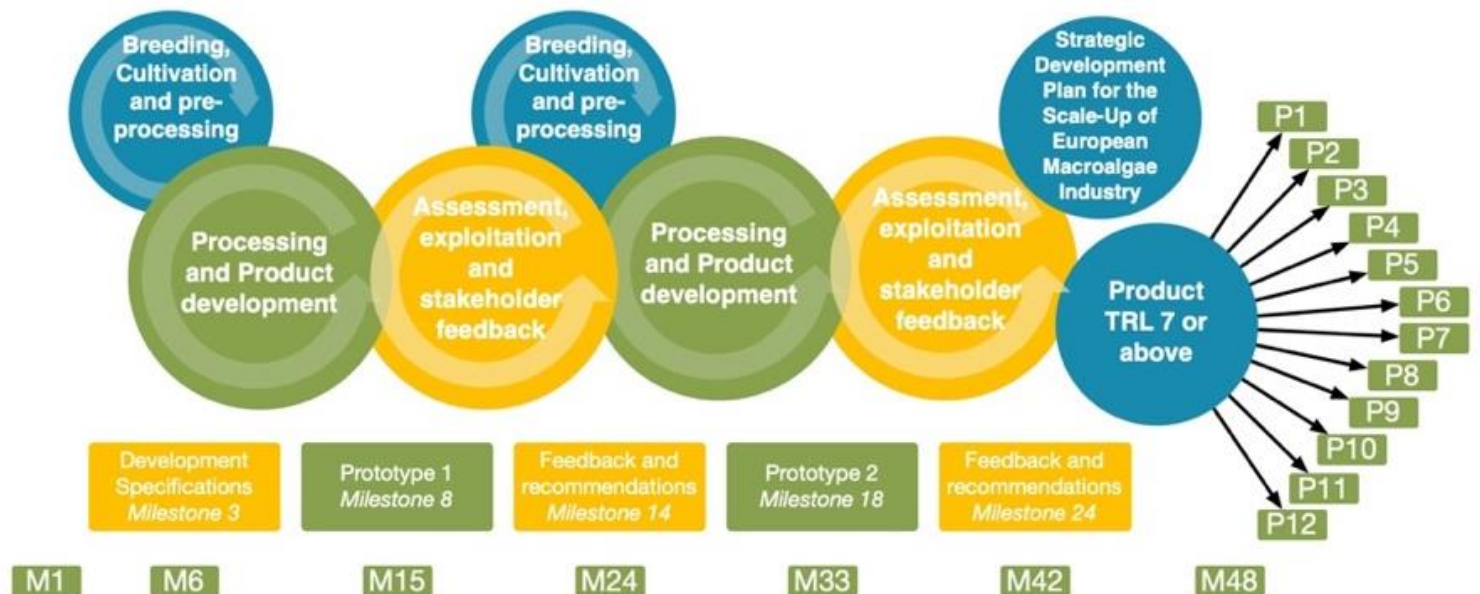 Breeding,
Cultivation
and pre-
processing
Processing
and Product
development
Assessment,
exploitation
and
stakeholder
feedback
Breeding,
Cultivation
and pre-
processing
Processing
and Product
development
Assessment,
exploitation
and
stakeholder
feedback
Strategic
Development
Plan for the
Scale-Up of
European
Macroalgae
Industry
Product
TRL 7 or
above
P1
P2
P3
P4
P5
P6
P7
P8
P9
P10
P11
P12
Development
Specifications
Milestone 3
Prototype 1
Milestone 8
Feedback and
recommendations
Milestone 14
Prototype 2
Milestone 18
Feedback and
recommendations
Milestone 24
M1
M6
M15
M24
M33
M42
M48